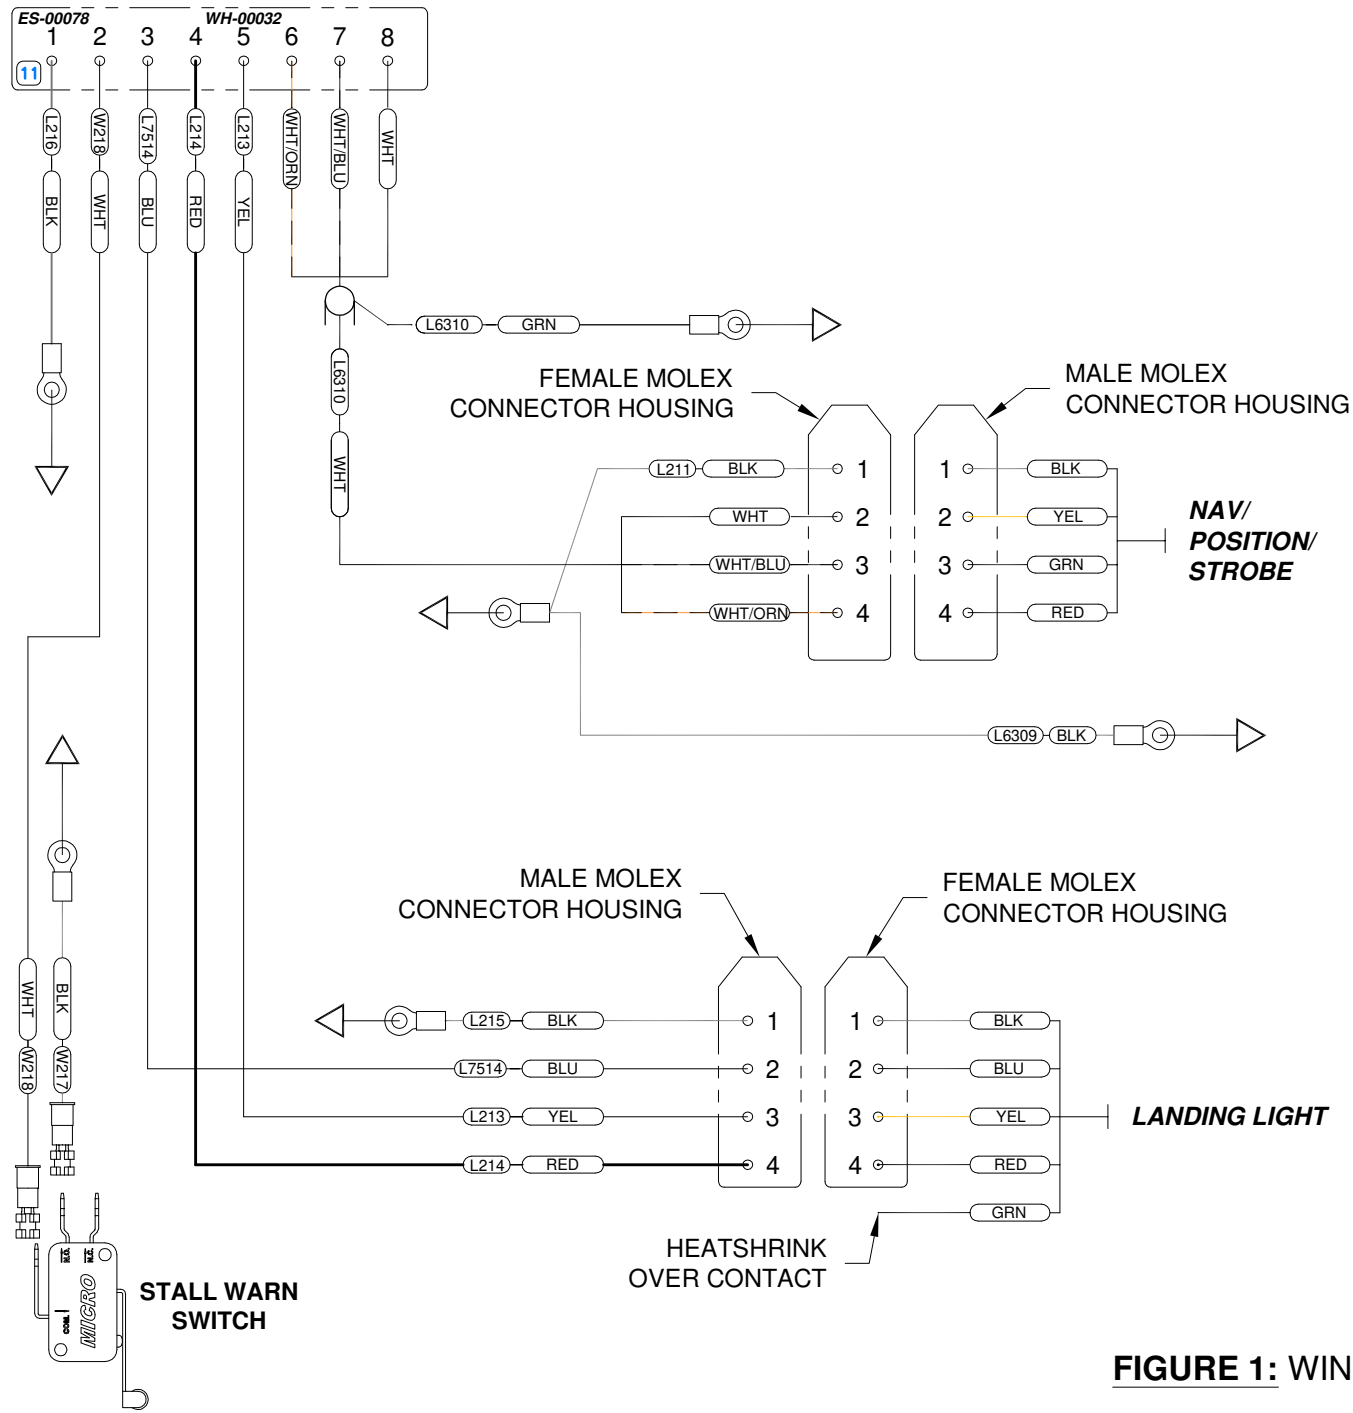 ES-00078 WH-00032
1 2 3 4 5 6 7 8
11
L216 W218 L7514 L214 L213 WHT/ORN WHT/BLU WHT
BLK WHT BLU RED YEL
L6310 GRN
L6310
WHT
FEMALE MOLEX
CONNECTOR HOUSING
MALE MOLEX
CONNECTOR HOUSING
L211 BLK 1 1 BLK
WHT 2 2 YEL
WHT/BLU 3 3 GRN
WHT/ORN 4 4 RED
NAV/
POSITION/
STROBE
L6309 BLK
MALE MOLEX
CONNECTOR HOUSING
FEMALE MOLEX
CONNECTOR HOUSING
WHT BLK
W218 W217
L215 BLK 1 1 BLK
L7514 BLU 2 2 BLU
L213 YEL 3 3 YEL
L214 RED 4 4 RED
GRN
LANDING LIGHT
HEATSHRINK
OVER CONTACT
N.O. N.C.
COM.
MICRO
STALL WARN
SWITCH
FIGURE 1: WIN